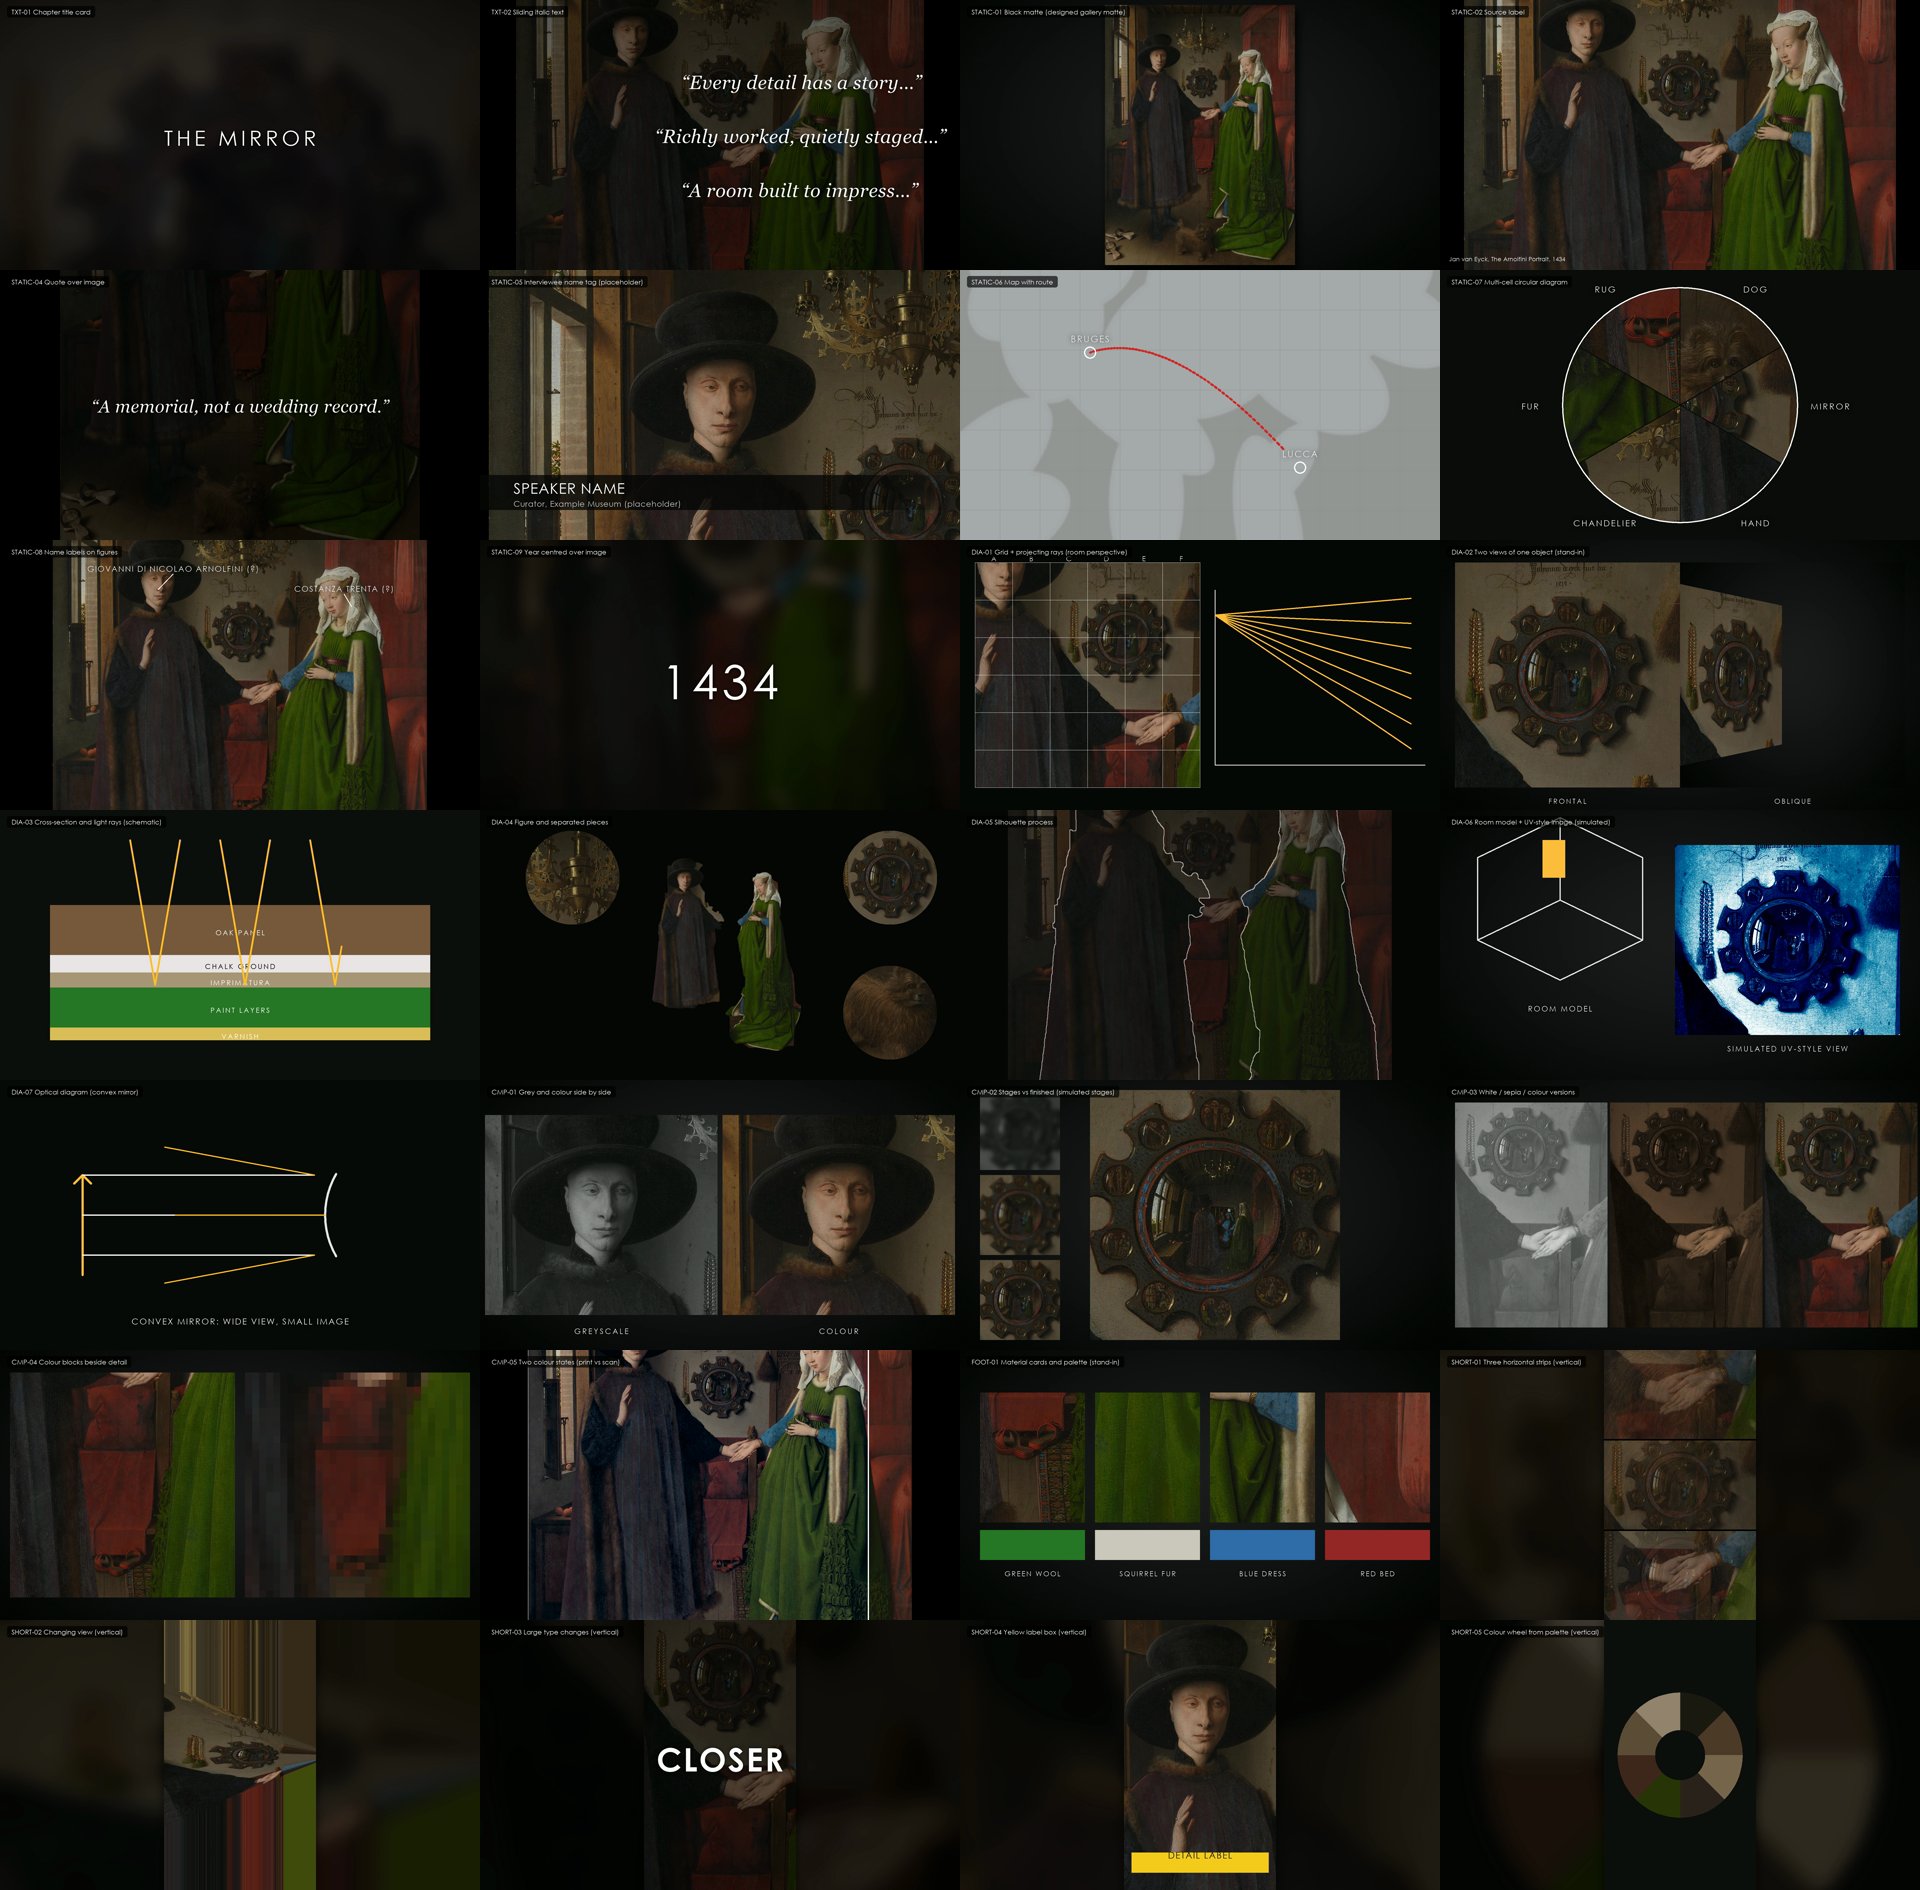 TXT-01 Chapter title card
THE MIRROR
TXT-02 Sliding italic text
“Every detail has a story...”
“Richly worked, quietly staged...”
“A room built to impress...”
STATIC-01 Black matte (designed gallery matte)
STATIC-02 Source label
Jan van Eyck, The Arnolfini Portrait, 1434
STATIC-04 Quote over image
“A memorial, not a wedding record.”
STATIC-05 Interviewee name tag (placeholder)
SPEAKER NAME
Curator, Example Museum (placeholder)
STATIC-06 Map with route
BRUGES
LUCCA
STATIC-07 Multi-cell circular diagram
RUG
DOG
FUR
MIRROR
CHANDELIER
HAND
STATIC-08 Name labels on figures
GIOVANNI DI NICOLAO ARNOLFINI (?)
COSTANZA TRENTA (?)
STATIC-09 Year centred over image
1434
DIA-01 Grid + projecting rays (room perspective)
A B C D E F
DIA-02 Two views of one object (stand-in)
FRONTAL
OBLIQUE
DIA-03 Cross-section and light rays (schematic)
OAK PANEL
CHALK GROUND
IMPRIMATURA
PAINT LAYERS
VARNISH
DIA-04 Figure and separated pieces
DIA-05 Silhouette process
DIA-06 Room model + UV-style image (simulated)
ROOM MODEL
SIMULATED UV-STYLE VIEW
DIA-07 Optical diagram (convex mirror)
CONVEX MIRROR: WIDE VIEW, SMALL IMAGE
CMP-01 Grey and colour side by side
GREYSCALE
COLOUR
CMP-02 Stages vs finished (simulated stages)
CMP-03 White / sepia / colour versions
CMP-04 Colour blocks beside detail
CMP-05 Two colour states (print vs scan)
FOOT-01 Material cards and palette (stand-in)
GREEN WOOL
SQUIRREL FUR
BLUE DRESS
RED BED
SHORT-01 Three horizontal strips (vertical)
SHORT-02 Changing view (vertical)
SHORT-03 Large type changes (vertical)
CLOSER
SHORT-04 Yellow label box (vertical)
DETAIL LABEL
SHORT-05 Colour wheel from palette (vertical)